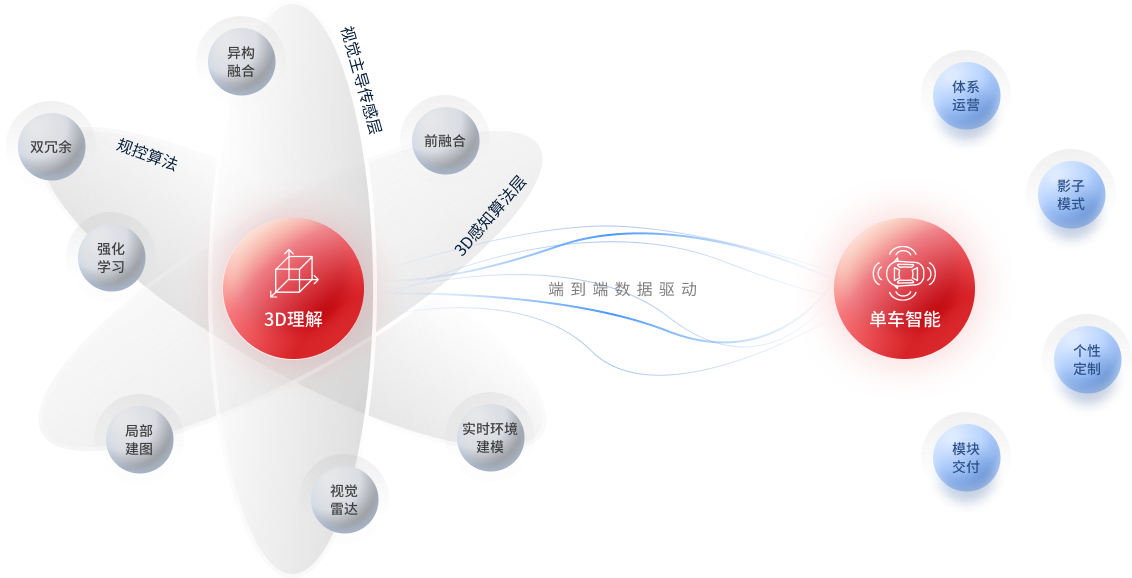 异构
融合
视觉主导传感层
双冗余
规控算法
前融合
3D感知算法层
强化
学习
3D理解
局部
建图
实时环境
建模
视觉
雷达
端到端数据驱动
单车智能
体系
运营
影子
模式
个性
定制
模块
交付